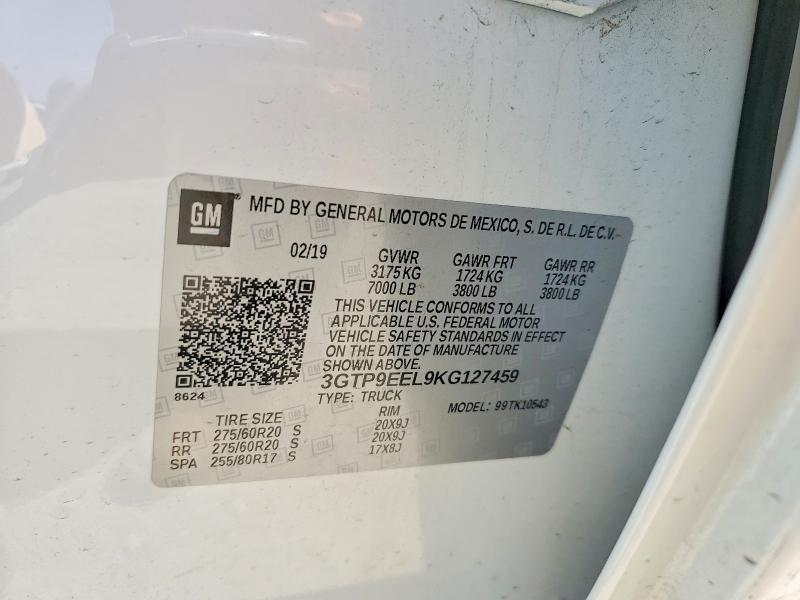 GM ® MFD BY GENERAL MOTORS DE MEXICO, S. DE R.L. DE C.V.
02/19 GVWR GAWR FRT GAWR RR
3175 KG 1724 KG 1724 KG
7000 LB 3800 LB 3800 LB
THIS VEHICLE CONFORMS TO ALL
APPLICABLE U.S. FEDERAL MOTOR
VEHICLE SAFETY STANDARDS IN EFFECT
ON THE DATE OF MANUFACTURE
SHOWN ABOVE.
3GTP9EEL9KG127459
8624 TYPE: TRUCK MODEL: 99TK10543
TIRE SIZE RIM
FRT 275/60R20 S 20X9J
RR 275/60R20 S 20X9J
SPA 255/80R17 S 17X8J